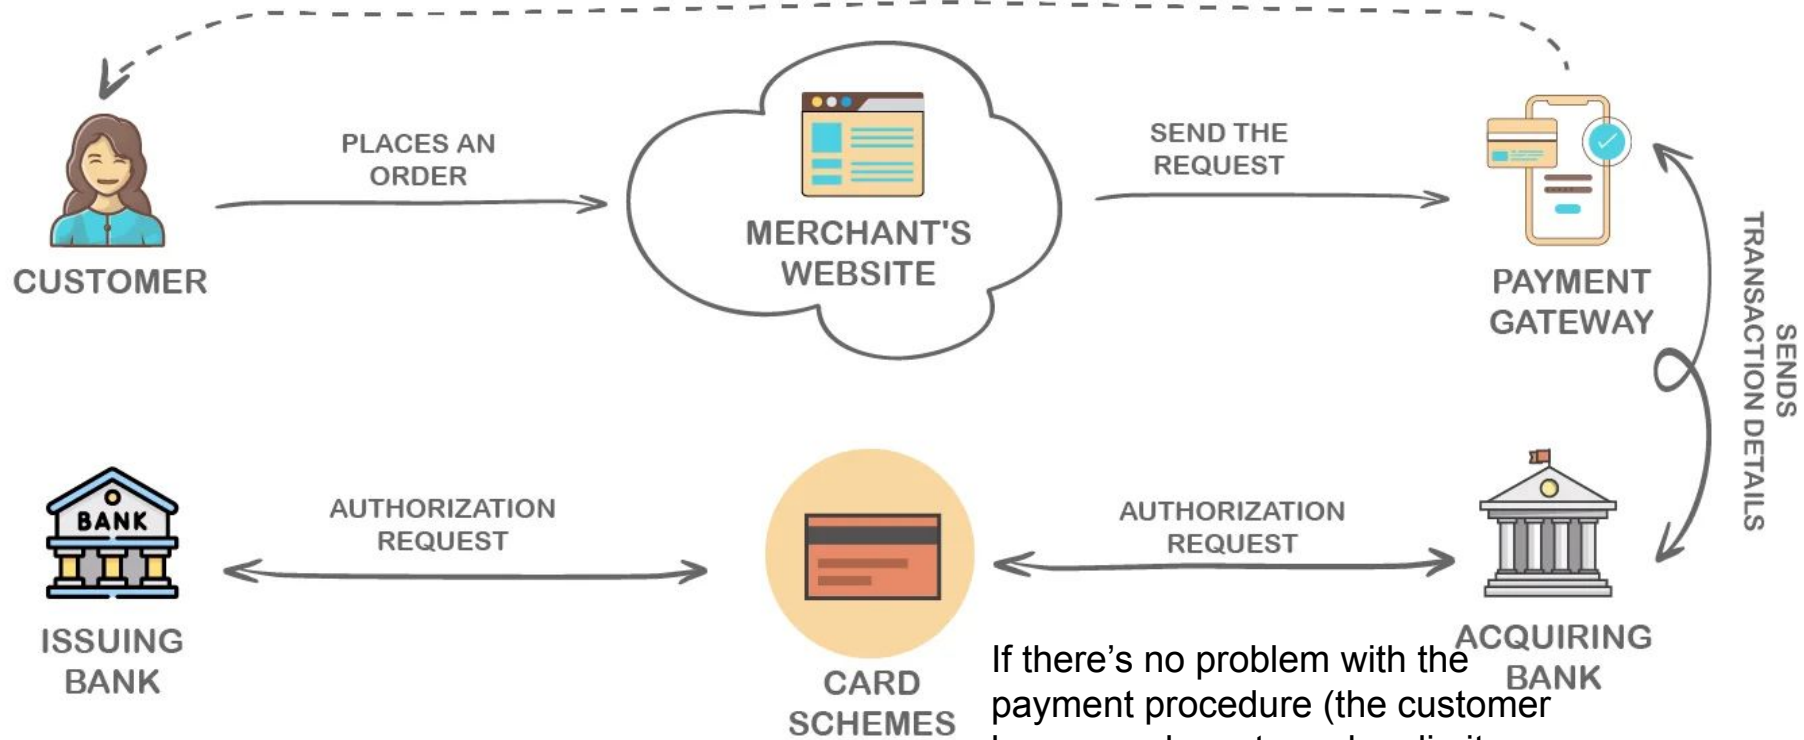 PLACES AN
ORDER
SEND THE
REQUEST
MERCHANT'S
WEBSITE
CUSTOMER
PAYMENT
GATEWAY
SENDS
TRANSACTION DETAILS
BANK
AUTHORIZATION
REQUEST
AUTHORIZATION
REQUEST
ISSUING
BANK
CARD
SCHEMES
ACQUIRING
BANK
If there’s no problem with the
payment procedure (the customer